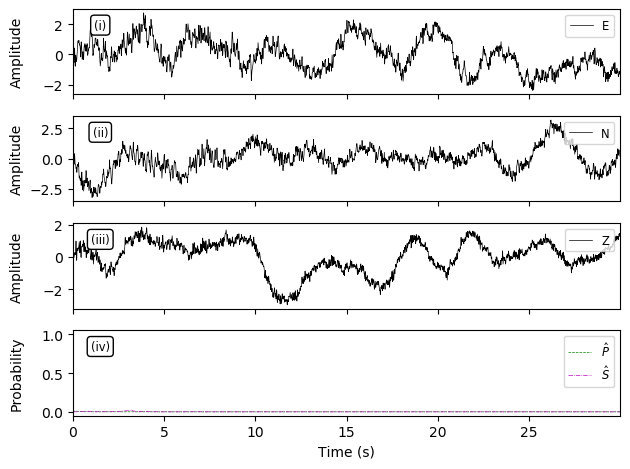 2
0
−2
Amplitude
(i)
E
2.5
0.0
−2.5
Amplitude
(ii)
N
2
0
−2
Amplitude
(iii)
Z
1.0
0.5
0.0
Probability
(iv)
P̂
Ŝ
0 5 10 15 20 25
Time (s)